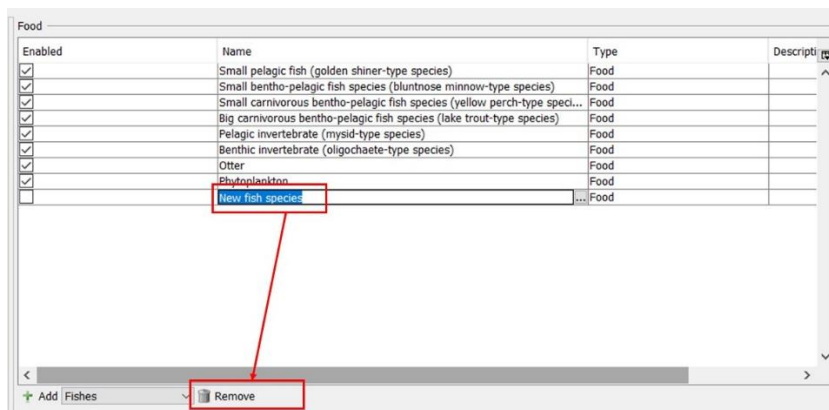 Food
Enabled Name Type Descripti
Small pelagic fish (golden shiner-type species) Food
Small bentho-pelagic fish species (bluntnose minnow-type species) Food
Small carnivorous bentho-pelagic fish species (yellow perch-type speci... Food
Big carnivorous bentho-pelagic fish species (lake trout-type species) Food
Pelagic invertebrate (mysid-type species) Food
Benthic invertebrate (oligochaete-type species) Food
Otter Food
Phytoplankton Food
New fish species ... Food
Add Fishes Remove